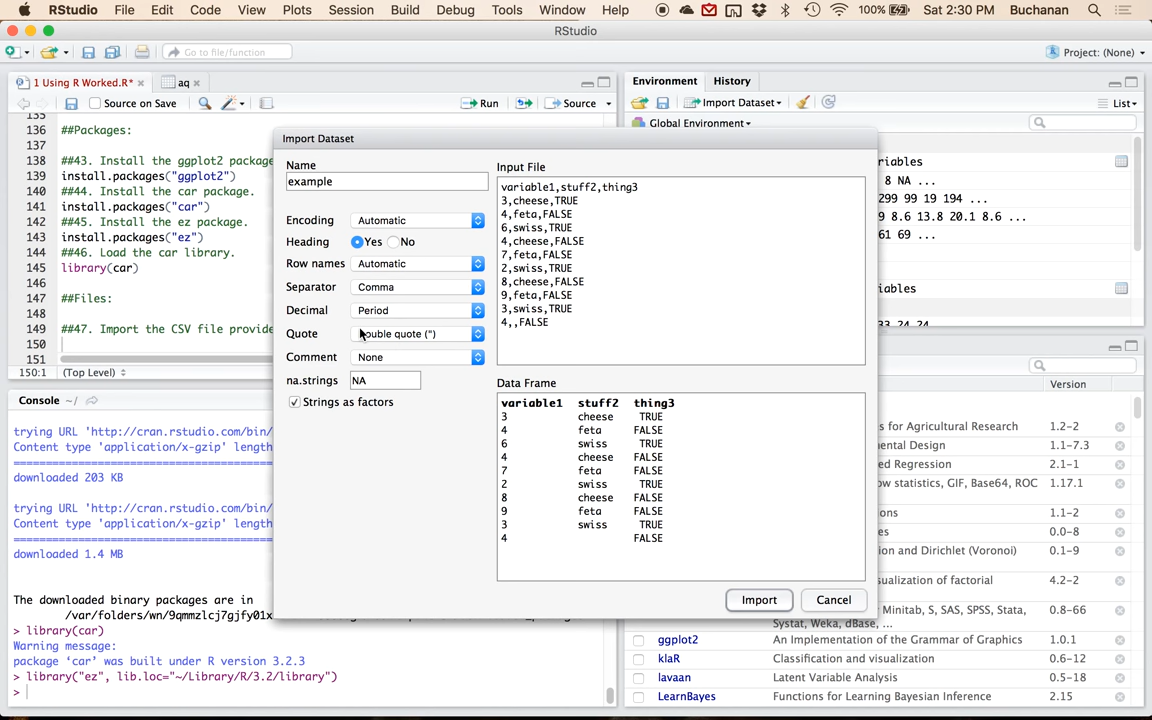 RStudio File Edit Code View Plots Session Build Debug Tools Window Help 100% Sat 2:30 PM Buchanan
RStudio
Go to file/function
Project: (None)
1 Using R Worked.R* aq
Source on Save Run Source
135
136 ##Packages:
137
138 ##43. Install the ggplot2 package
139 install.packages("ggplot2")
140 ##44. Install the car package.
141 install.packages("car")
142 ##45. Install the ez package.
143 install.packages("ez")
144 ##46. Load the car library.
145 library(car)
146
147 ##Files:
148
149 ##47. Import the CSV file provide
150
151
150:1 (Top Level)
Console ~/
trying URL 'http://cran.rstudio.com/bin/
Content type 'application/x-gzip' length
downloaded 203 KB
trying URL 'http://cran.rstudio.com/bin/
Content type 'application/x-gzip' length
downloaded 1.4 MB
The downloaded binary packages are in
/var/folders/wn/9qmmzlcj7gjfy01x
> library(car)
Warning message:
package ‘car’ was built under R version 3.2.3
> library("ez", lib.loc="~/Library/R/3.2/library")
>
Import Dataset
Name
example
Encoding Automatic
Heading Yes No
Row names Automatic
Separator Comma
Decimal Period
Quote Double quote (")
Comment None
na.strings NA
Strings as factors
Input File
variable1,stuff2,thing3
3,cheese,TRUE
4,feta,FALSE
6,swiss,TRUE
4,cheese,FALSE
7,feta,FALSE
2,swiss,TRUE
8,cheese,FALSE
9,feta,FALSE
3,swiss,TRUE
4,,FALSE
Data Frame
variable1 stuff2 thing3
3 cheese TRUE
4 feta FALSE
6 swiss TRUE
4 cheese FALSE
7 feta FALSE
2 swiss TRUE
8 cheese FALSE
9 feta FALSE
3 swiss TRUE
4 FALSE
Import Cancel
Environment History
Import Dataset List
Global Environment
riables
8 NA ...
299 99 19 194 ...
9 8.6 13.8 20.1 8.6 ...
61 69 ...
ables
33 24 24
Version
s for Agricultural Research 1.2-2
ental Design 1.1-7.3
ed Regression 2.1-1
ow statistics, GIF, Base64, ROC 1.17.1
ons 1.1-2
es 0.0-8
ion and Dirichlet (Voronoi) 0.1-9
sualization of factorial 4.2-2
Minitab, S, SAS, SPSS, Stata, 0.8-66
Systat, Weka, dBase, ...
ggplot2 An Implementation of the Grammar of Graphics 1.0.1
klaR Classification and visualization 0.6-12
lavaan Latent Variable Analysis 0.5-18
LearnBayes Functions for Learning Bayesian Inference 2.15